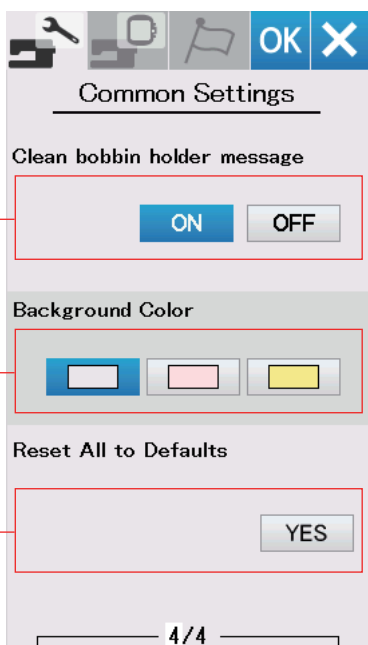 OK
Common Settings
Clean bobbin holder message
ON OFF
Background Color
Reset All to Defaults
YES
4/4